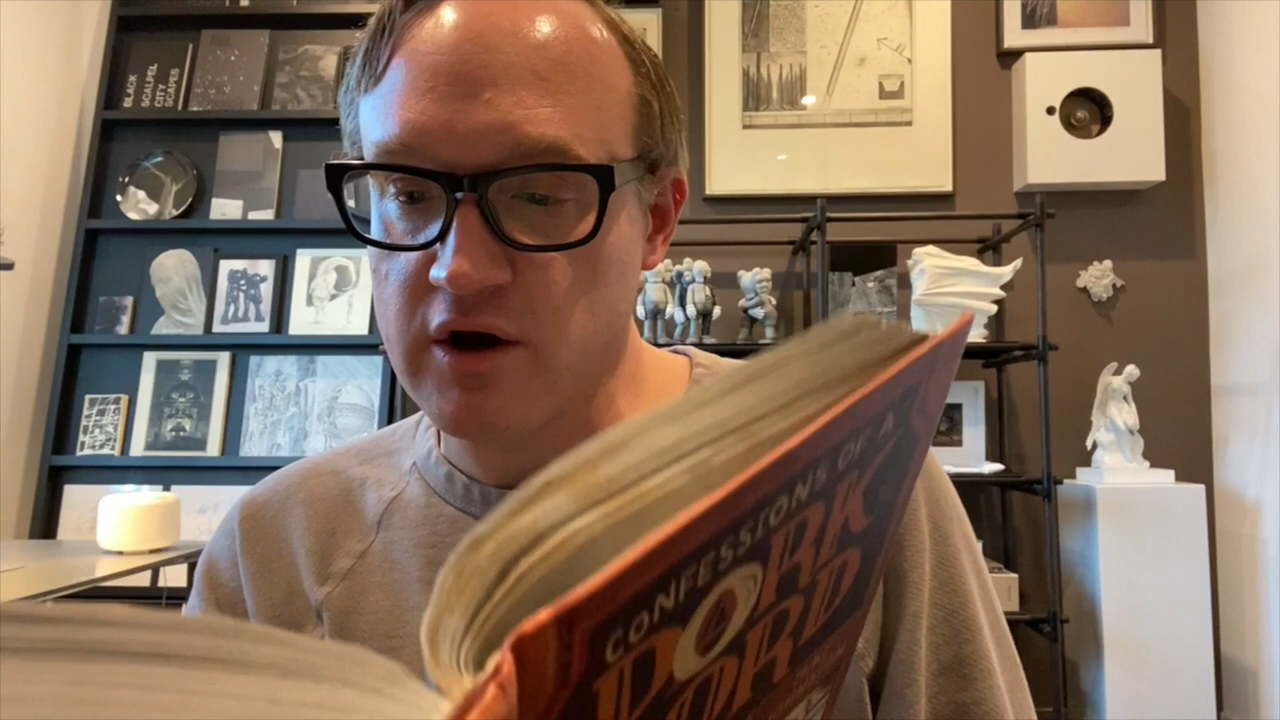 BLACK
SCALPEL
CITY
SCAPES
CONFESSIONS OF A
DORK
LORD